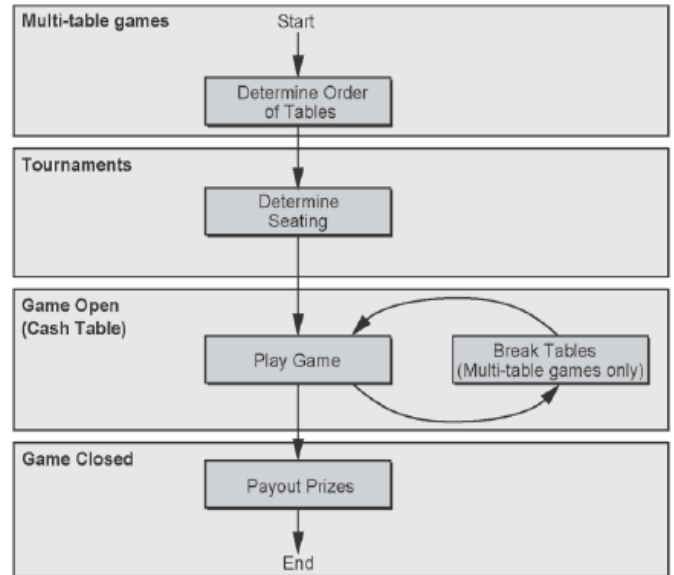 Multi-table games
Start
Determine Order
of Tables
Tournaments
Determine
Seating
Game Open
(Cash Table)
Play Game
Break Tables
(Multi-table games only)
Game Closed
Payout Prizes
End